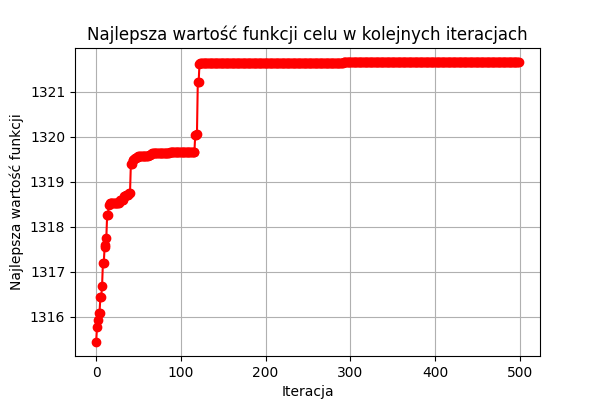 Najlepsza wartość funkcji celu w kolejnych iteracjach
Najlepsza wartość funkcji
1321
1320
1319
1318
1317
1316
0 100 200 300 400 500
Iteracja